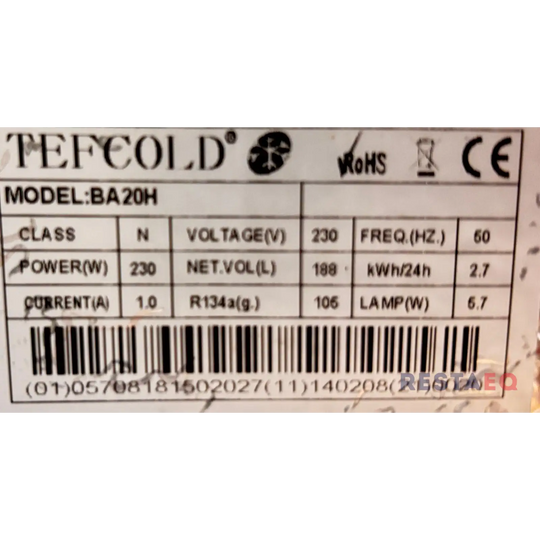 TEFCOLD® RoHS CE
MODEL:BA20H
CLASS N VOLTAGE(V) 230 FREQ.(HZ.) 50
POWER(W) 230 NET.VOL(L) 188 kWh/24h 2.7
CURRENT(A) 1.0 R134a(g.) 105 LAMP(W) 5.7
(01)05708181502027(11)140208(21)
RESTAEQ